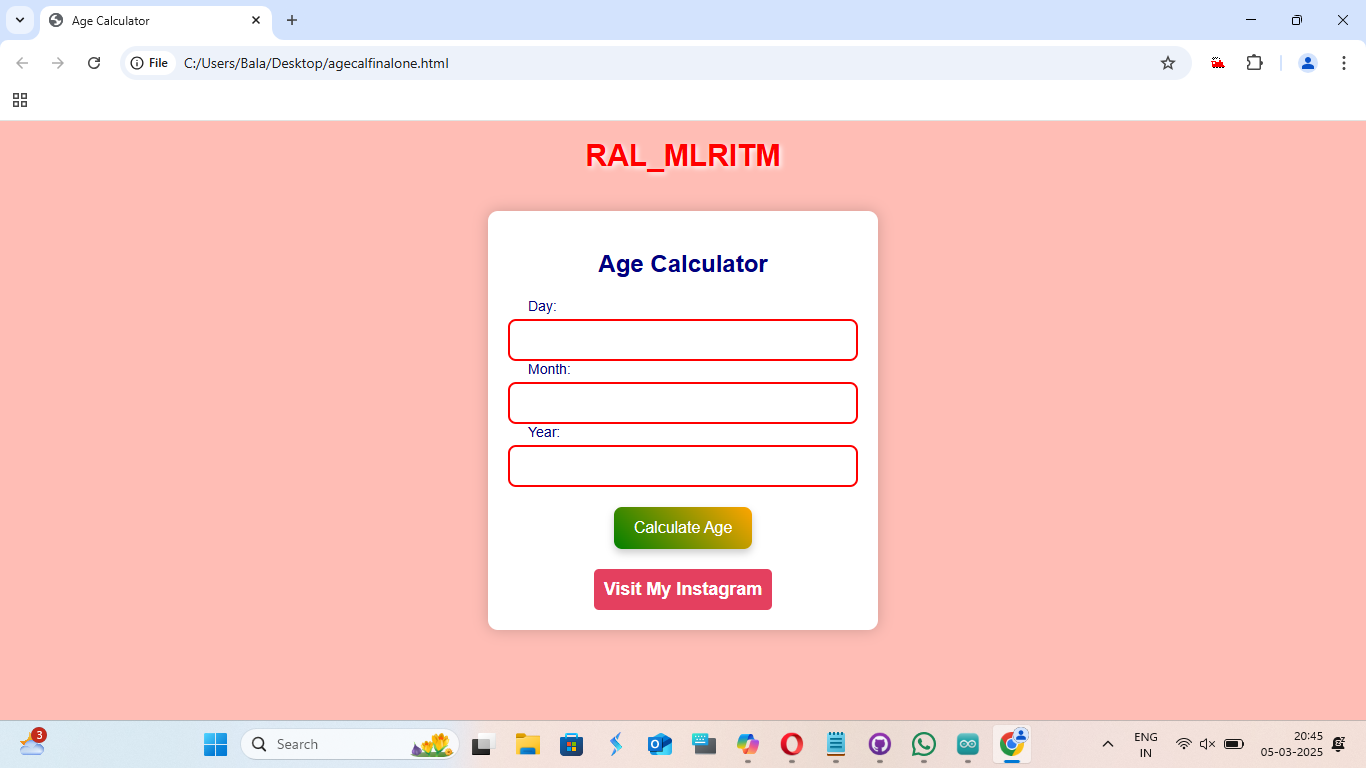 Age Calculator
File C:/Users/Bala/Desktop/agecalfinalone.html
RAL_MLRITM
Age Calculator
Day:
Month:
Year:
Calculate Age
Visit My Instagram
3
Search
ENG
IN
20:45
05-03-2025